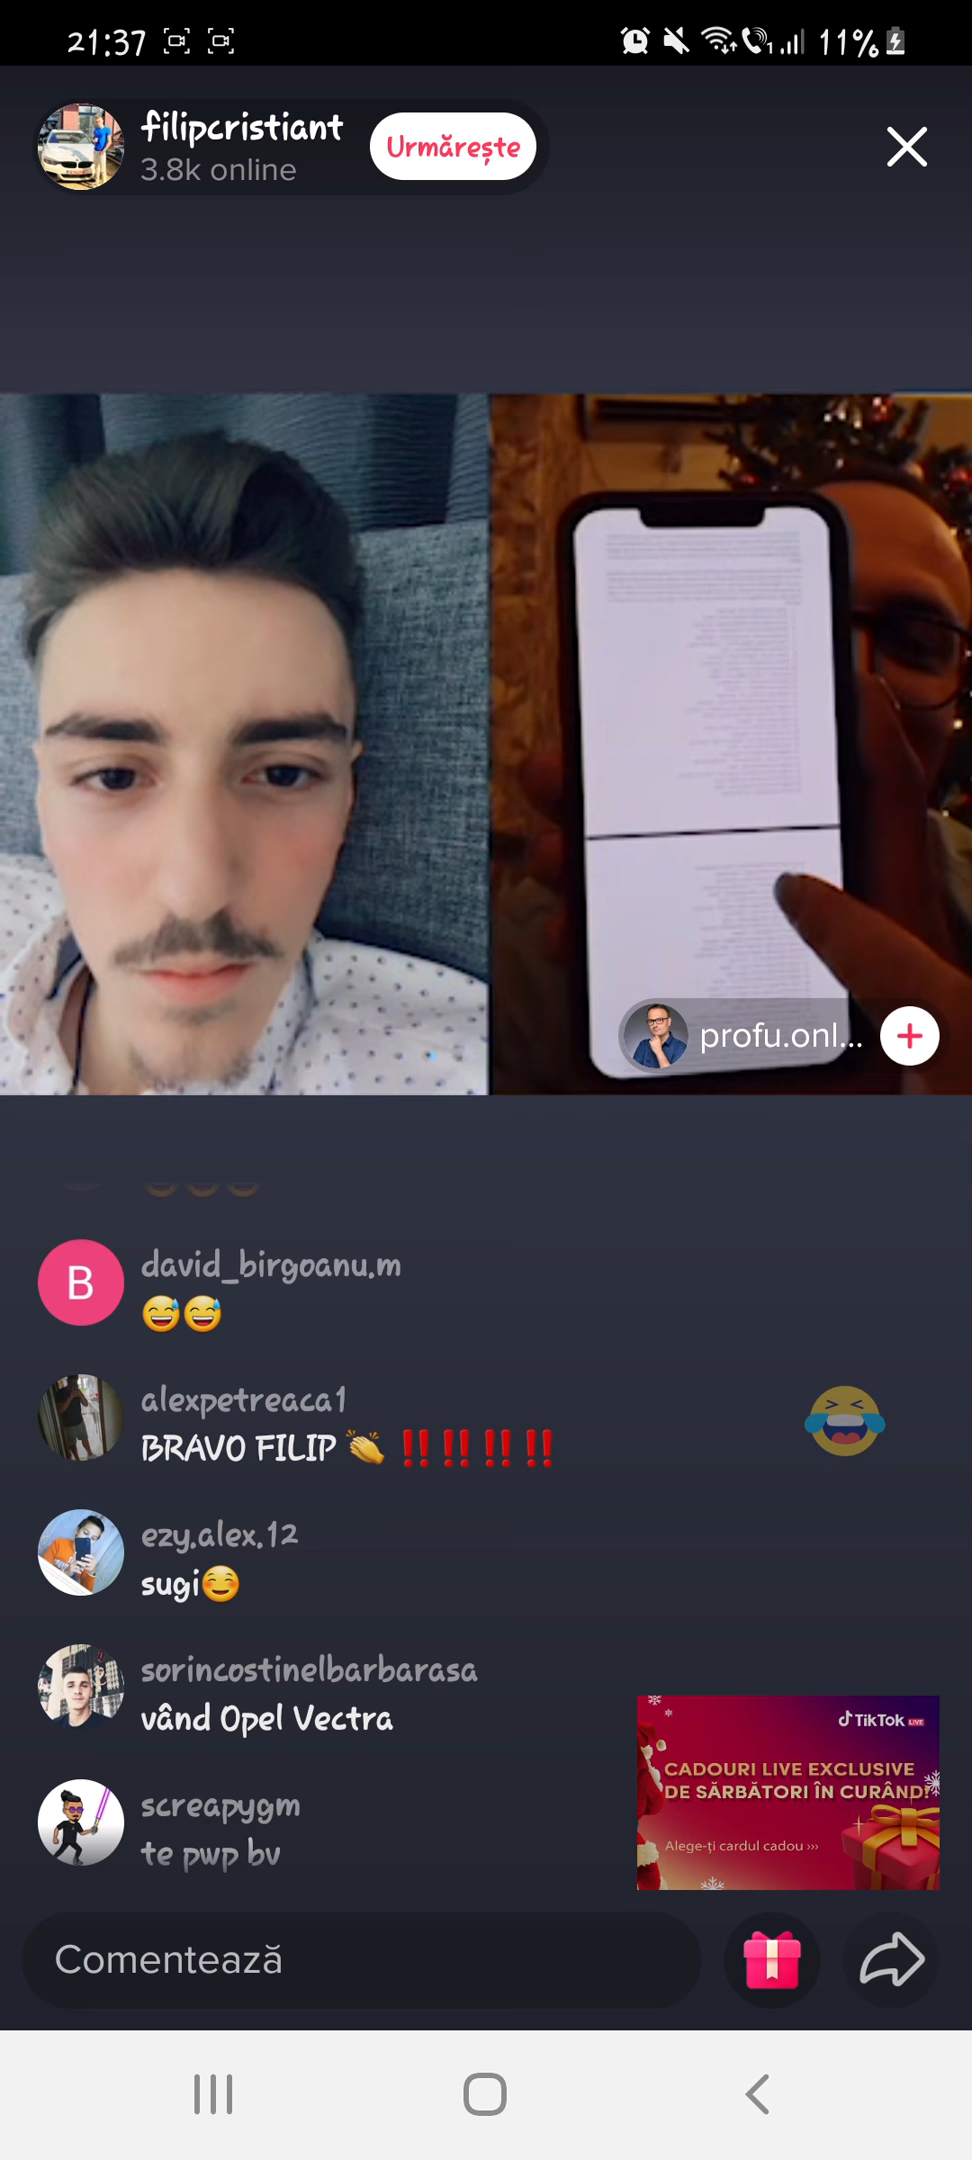 21:37
11%
filipcristiant
3.8k online
Urmărește
profu.onl...
david_birgoanu.m
😅😅
alexpetreaca1
BRAVO FILIP 👏 ‼️‼️‼️‼️
ezy.alex.12
sugi☺️
sorincostinelbarbarasa
vând Opel Vectra
screapygm
te pwp bv
TikTok LIVE
CADOURI LIVE EXCLUSIVE
DE SĂRBĂTORI ÎN CURÂND!
Alege-ți cardul cadou ›››
Comentează